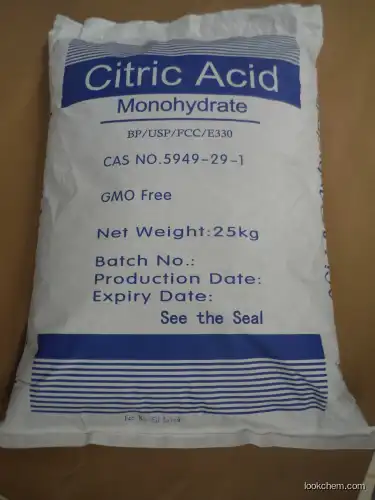 Citric Acid
Monohydrate
BP/USP/FCC/E330
CAS NO.5949-29-1
GMO Free
Net Weight:25kg
Batch No.:
Production Date:
Expiry Date:
See the Seal
lookchem.com